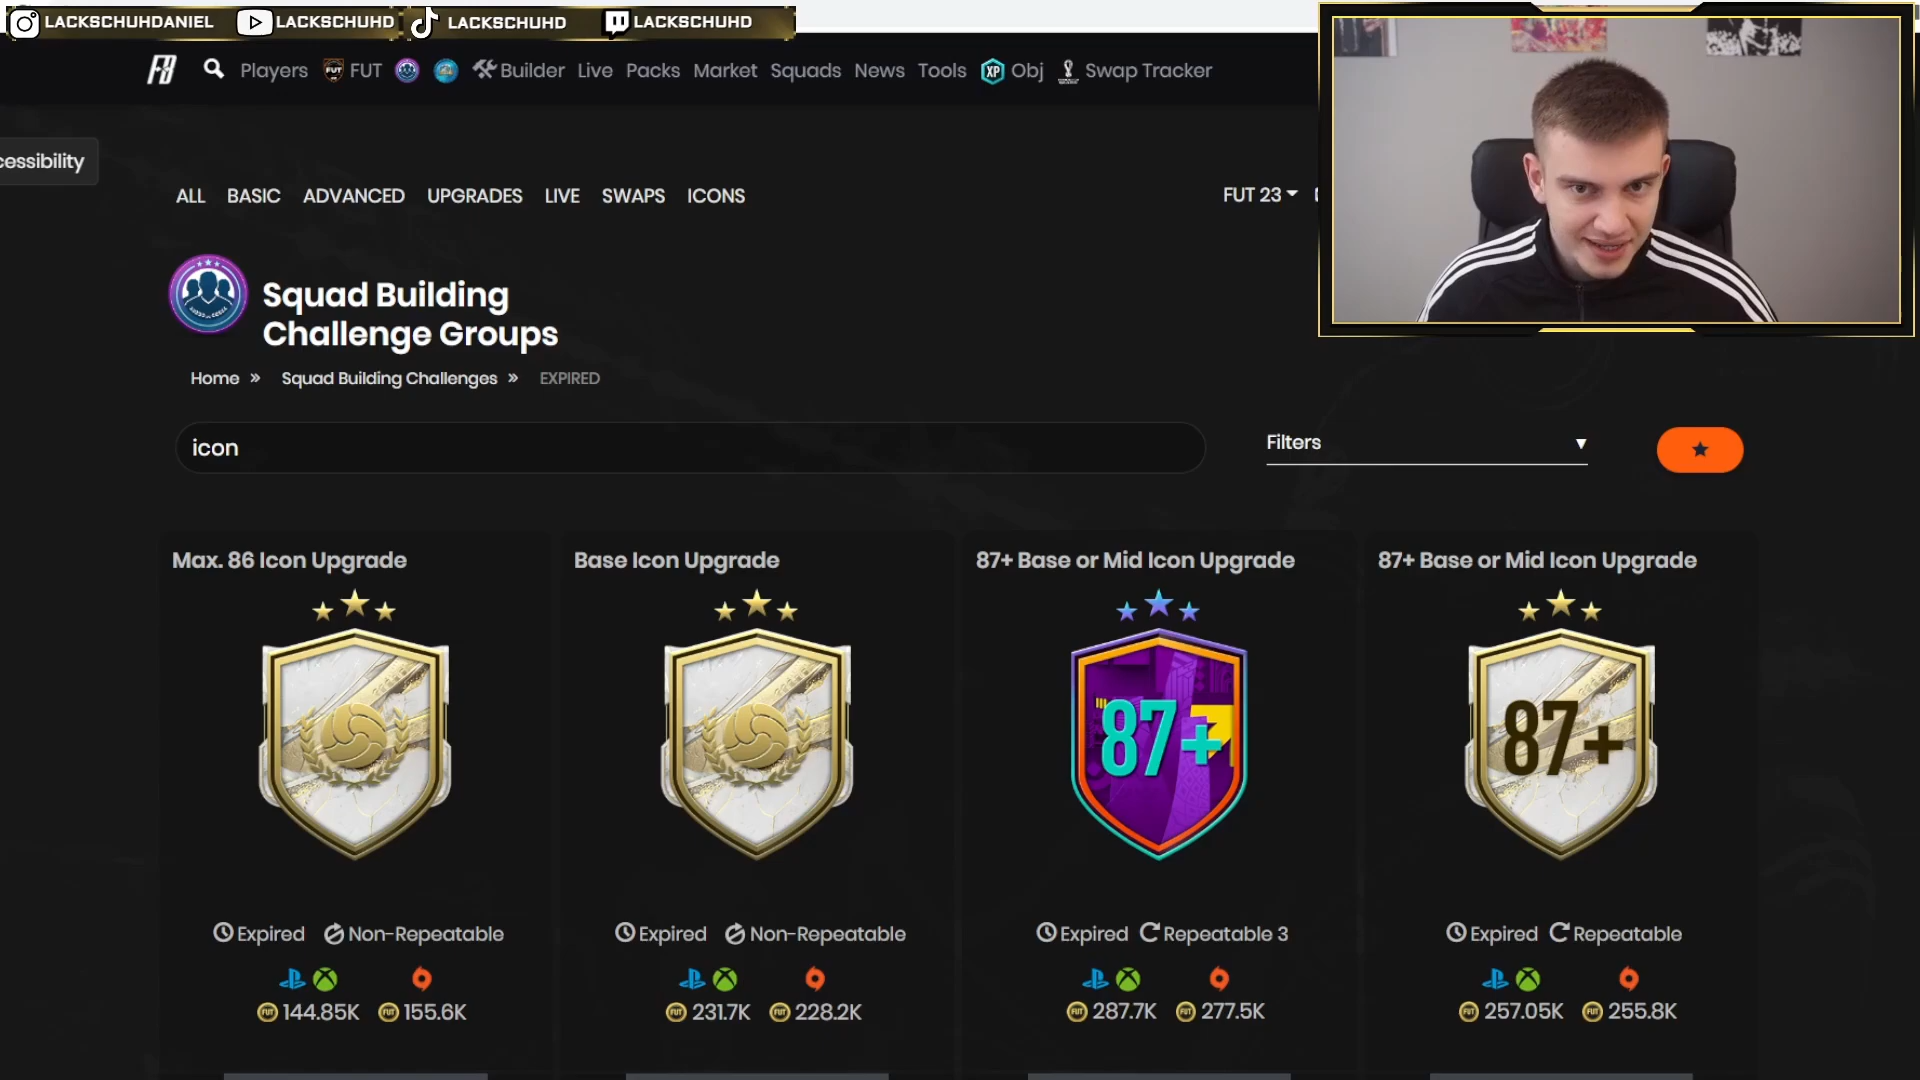 LACKSCHUHDANIEL LACKSCHUHD LACKSCHUHD LACKSCHUHD
Players FUT Builder Live Packs Market Squads News Tools XP Obj Swap Tracker
cessibility
ALL BASIC ADVANCED UPGRADES LIVE SWAPS ICONS FUT 23
Squad Building
Challenge Groups
Home » Squad Building Challenges » EXPIRED
icon
Filters
Max. 86 Icon Upgrade
Base Icon Upgrade
87+ Base or Mid Icon Upgrade
87+ Base or Mid Icon Upgrade
87+
87+
Expired Non-Repeatable
Expired Non-Repeatable
Expired Repeatable 3
Expired Repeatable
144.85K 155.6K
231.7K 228.2K
287.7K 277.5K
257.05K 255.8K